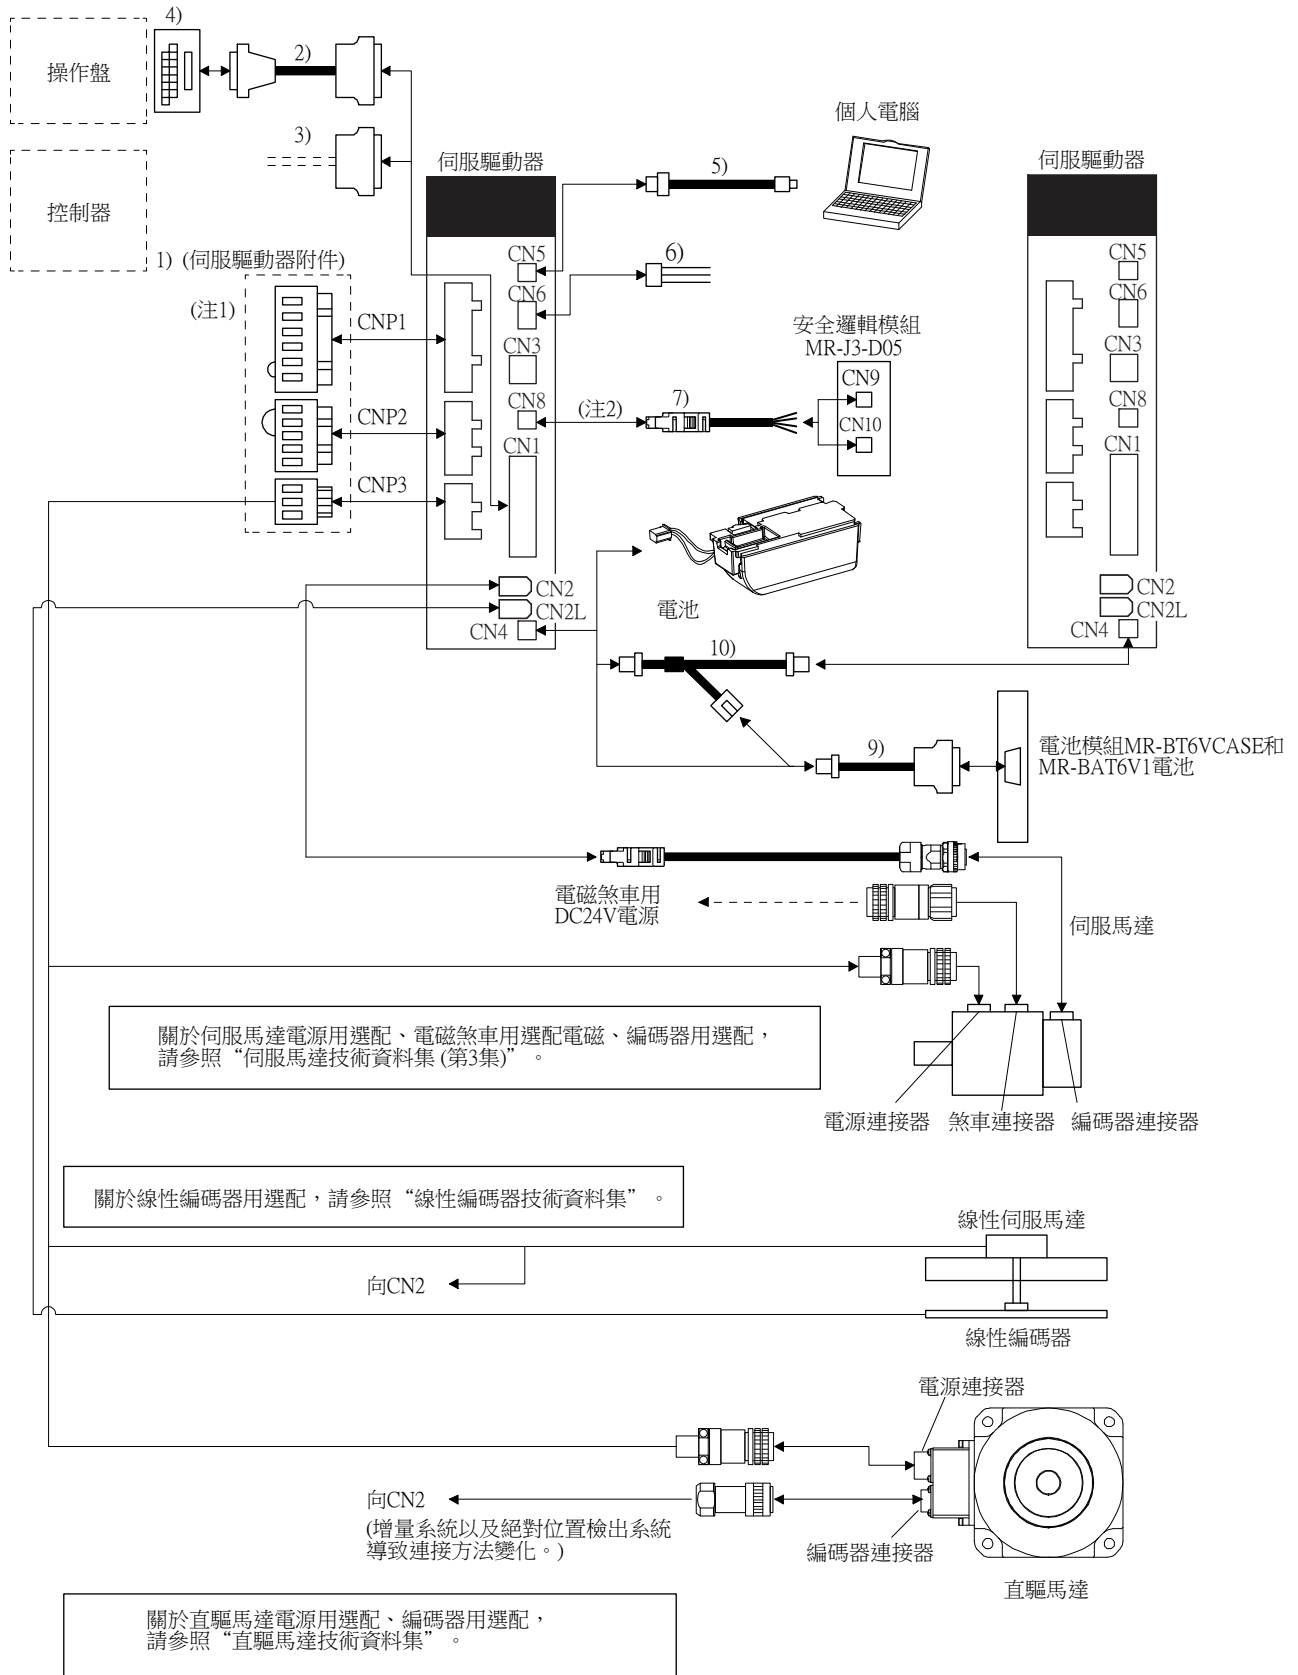 4)
操作盤
2)
3)
控制器
個人電腦
伺服驅動器
5)
伺服驅動器
1) (伺服驅動器附件)
(注1)
CNP1
CNP2
CNP3
CN5
CN6
CN3
CN8
CN1
CN2
CN2L
CN4
6)
安全邏輯模組
MR-J3-D05
CN9
CN10
(注2)
7)
CN5
CN6
CN3
CN8
CN1
CN2
CN2L
CN4
電池
10)
9)
電池模組MR-BT6VCASE和
MR-BAT6V1電池
電磁煞車用
DC24V電源
伺服馬達
關於伺服馬達電源用選配、電磁煞車用選配電磁、編碼器用選配,
請參照“伺服馬達技術資料集 (第3集)”。
電源連接器
煞車連接器
編碼器連接器
關於線性編碼器用選配,請參照“線性編碼器技術資料集”。
線性伺服馬達
向CN2
線性編碼器
電源連接器
向CN2
(增量系統以及絕對位置檢出系統
導致連接方法變化。)
編碼器連接器
直驅馬達
關於直驅馬達電源用選配、編碼器用選配,
請參照“直驅馬達技術資料集”。